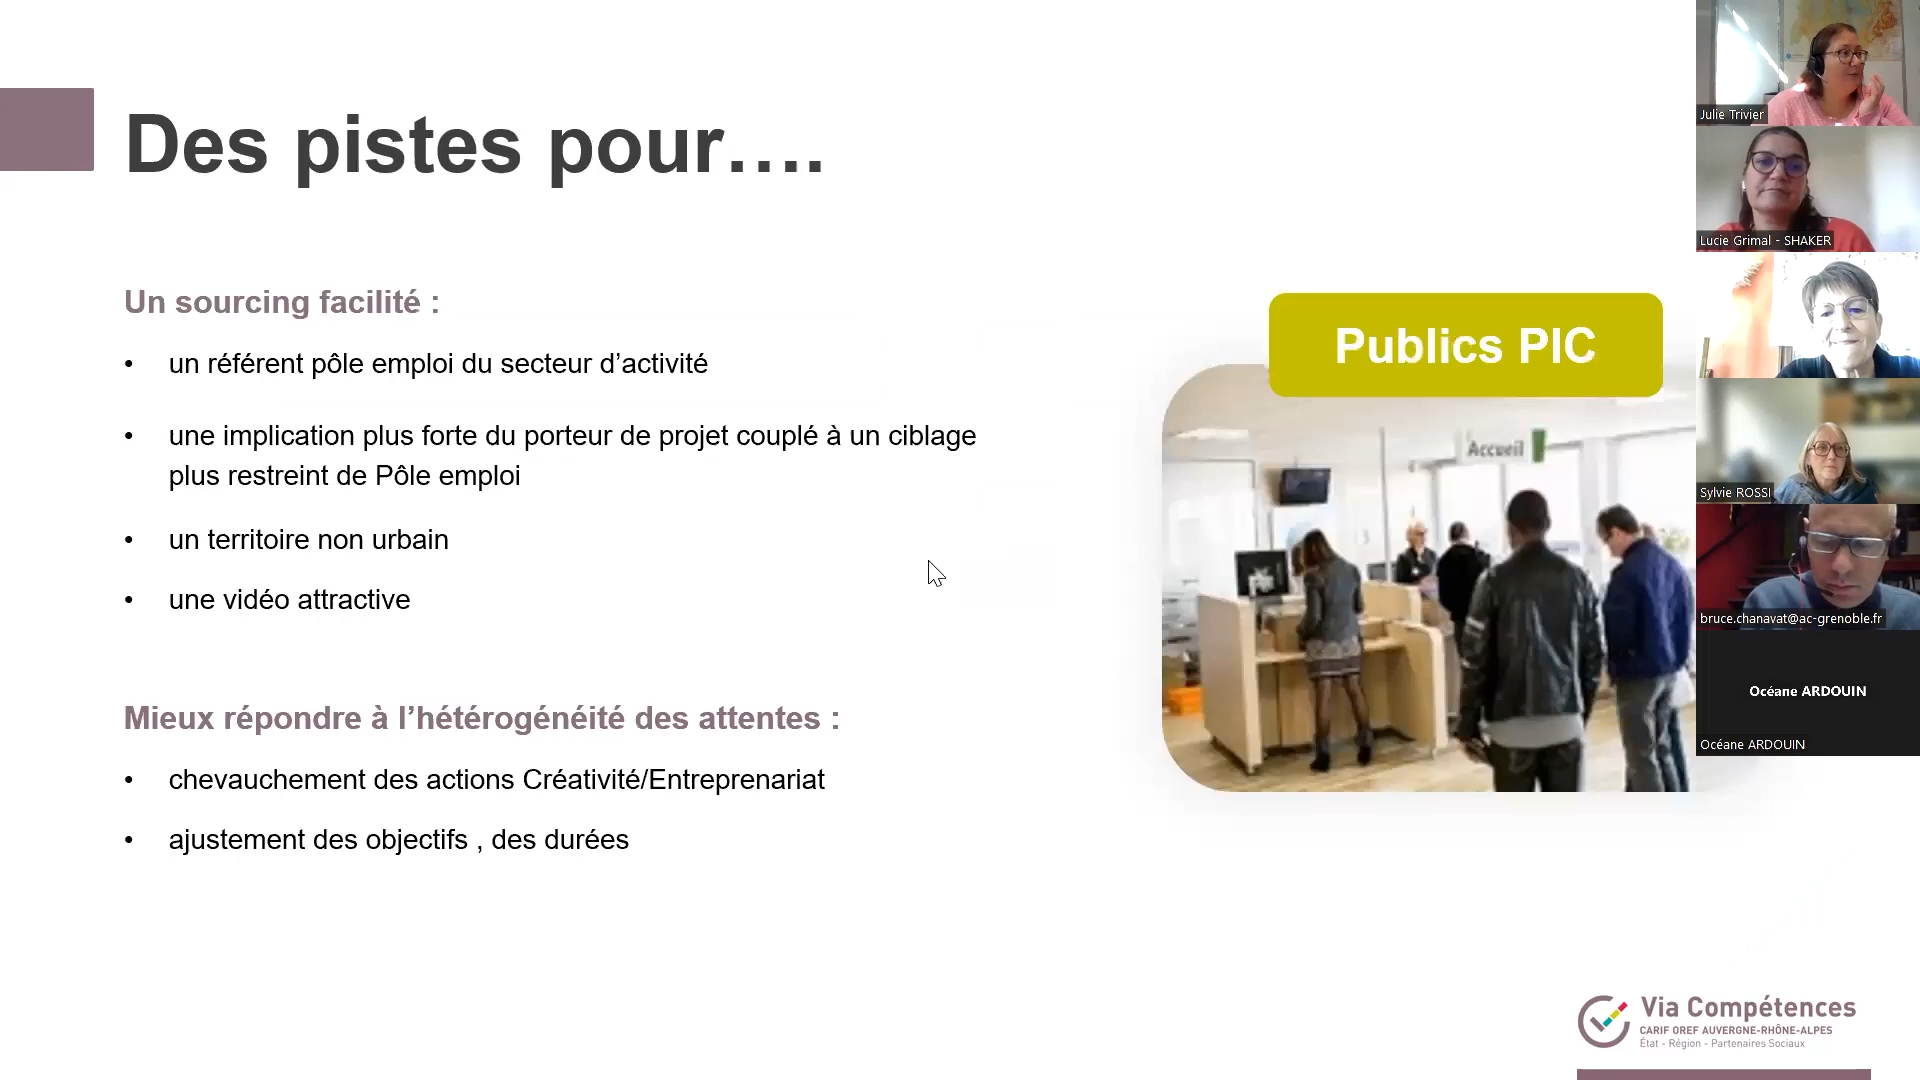 Des pistes pour….
Un sourcing facilité :
• un référent pôle emploi du secteur d’activité
• une implication plus forte du porteur de projet couplé à un ciblage
plus restreint de Pôle emploi
• un territoire non urbain
• une vidéo attractive
Mieux répondre à l’hétérogénéité des attentes :
• chevauchement des actions Créativité/Entreprenariat
• ajustement des objectifs , des durées
Publics PIC
Accueil
Julie Trivier
Lucie Grimal - SHAKER
Sylvie ROSSI
bruce.chanavat@ac-grenoble.fr
Océane ARDOUIN
Océane ARDOUIN
Via Compétences
CARIF OREF AUVERGNE-RHÔNE-ALPES
État - Région - Partenaires Sociaux